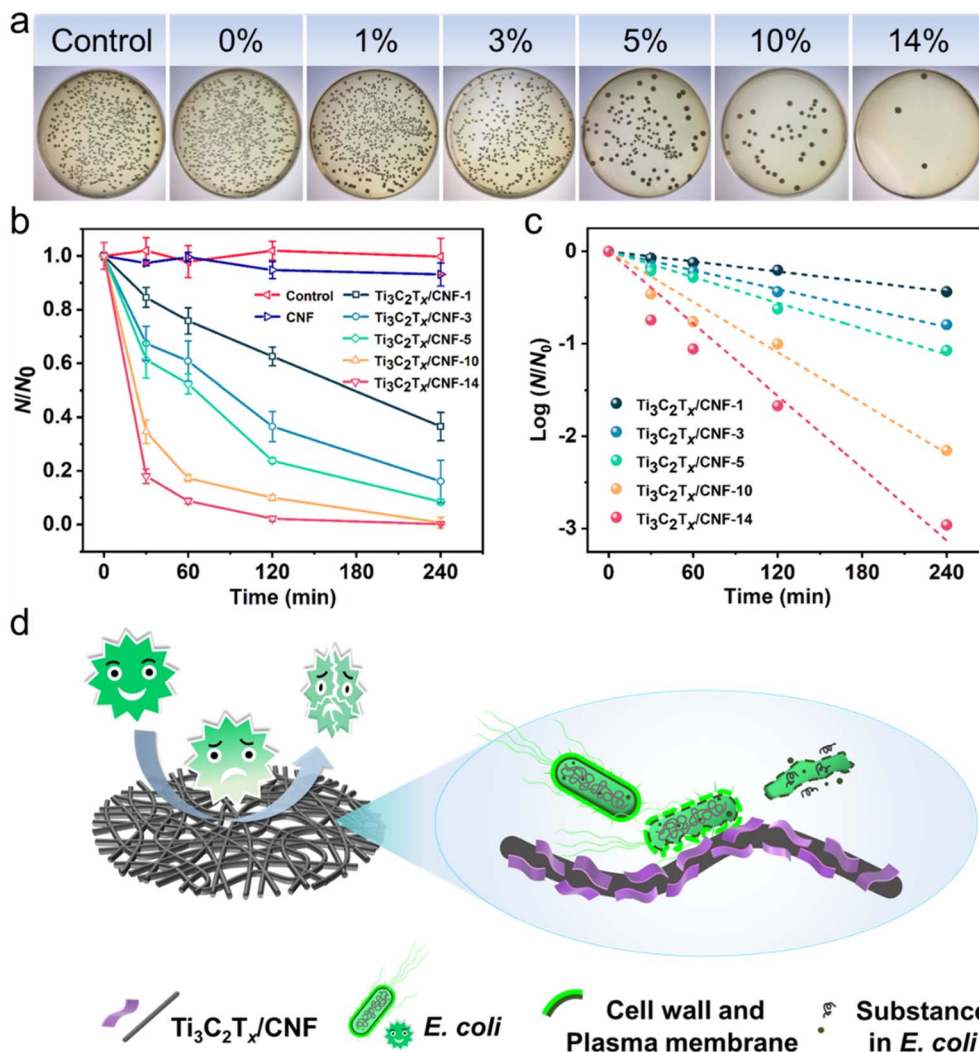 a
Control 0% 1% 3% 5% 10% 14%
b
N/N₀
1.0
0.8
0.6
0.4
0.2
0.0
Control
CNF
Ti₃C₂Tₓ/CNF-1
Ti₃C₂Tₓ/CNF-3
Ti₃C₂Tₓ/CNF-5
Ti₃C₂Tₓ/CNF-10
Ti₃C₂Tₓ/CNF-14
0 60 120 180 240
Time (min)
c
Log (N/N₀)
0
-1
-2
-3
Ti₃C₂Tₓ/CNF-1
Ti₃C₂Tₓ/CNF-3
Ti₃C₂Tₓ/CNF-5
Ti₃C₂Tₓ/CNF-10
Ti₃C₂Tₓ/CNF-14
0 60 120 180 240
Time (min)
d
Ti₃C₂Tₓ/CNF
E. coli
Cell wall and
Plasma membrane
Substance
in E. coli